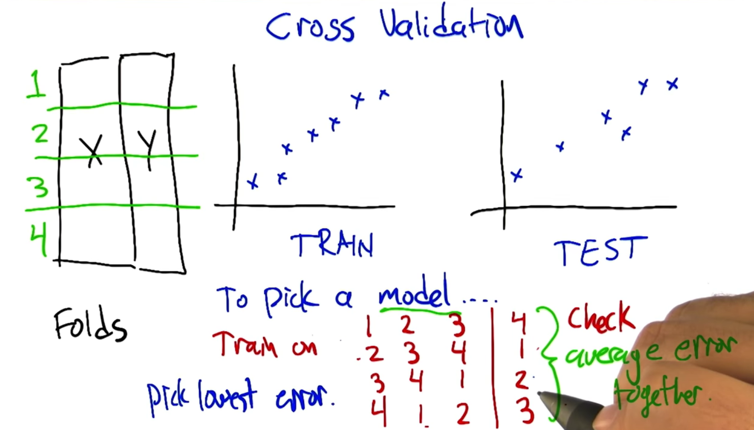 Cross Validation
1
2
3
4
X Y
TRAIN
TEST
Folds
To pick a model....
Train on
1 2 3 | 4
2 3 4 | 1
3 4 1 | 2
4 1 2 | 3
Check
average error
together.
Pick lowest error.